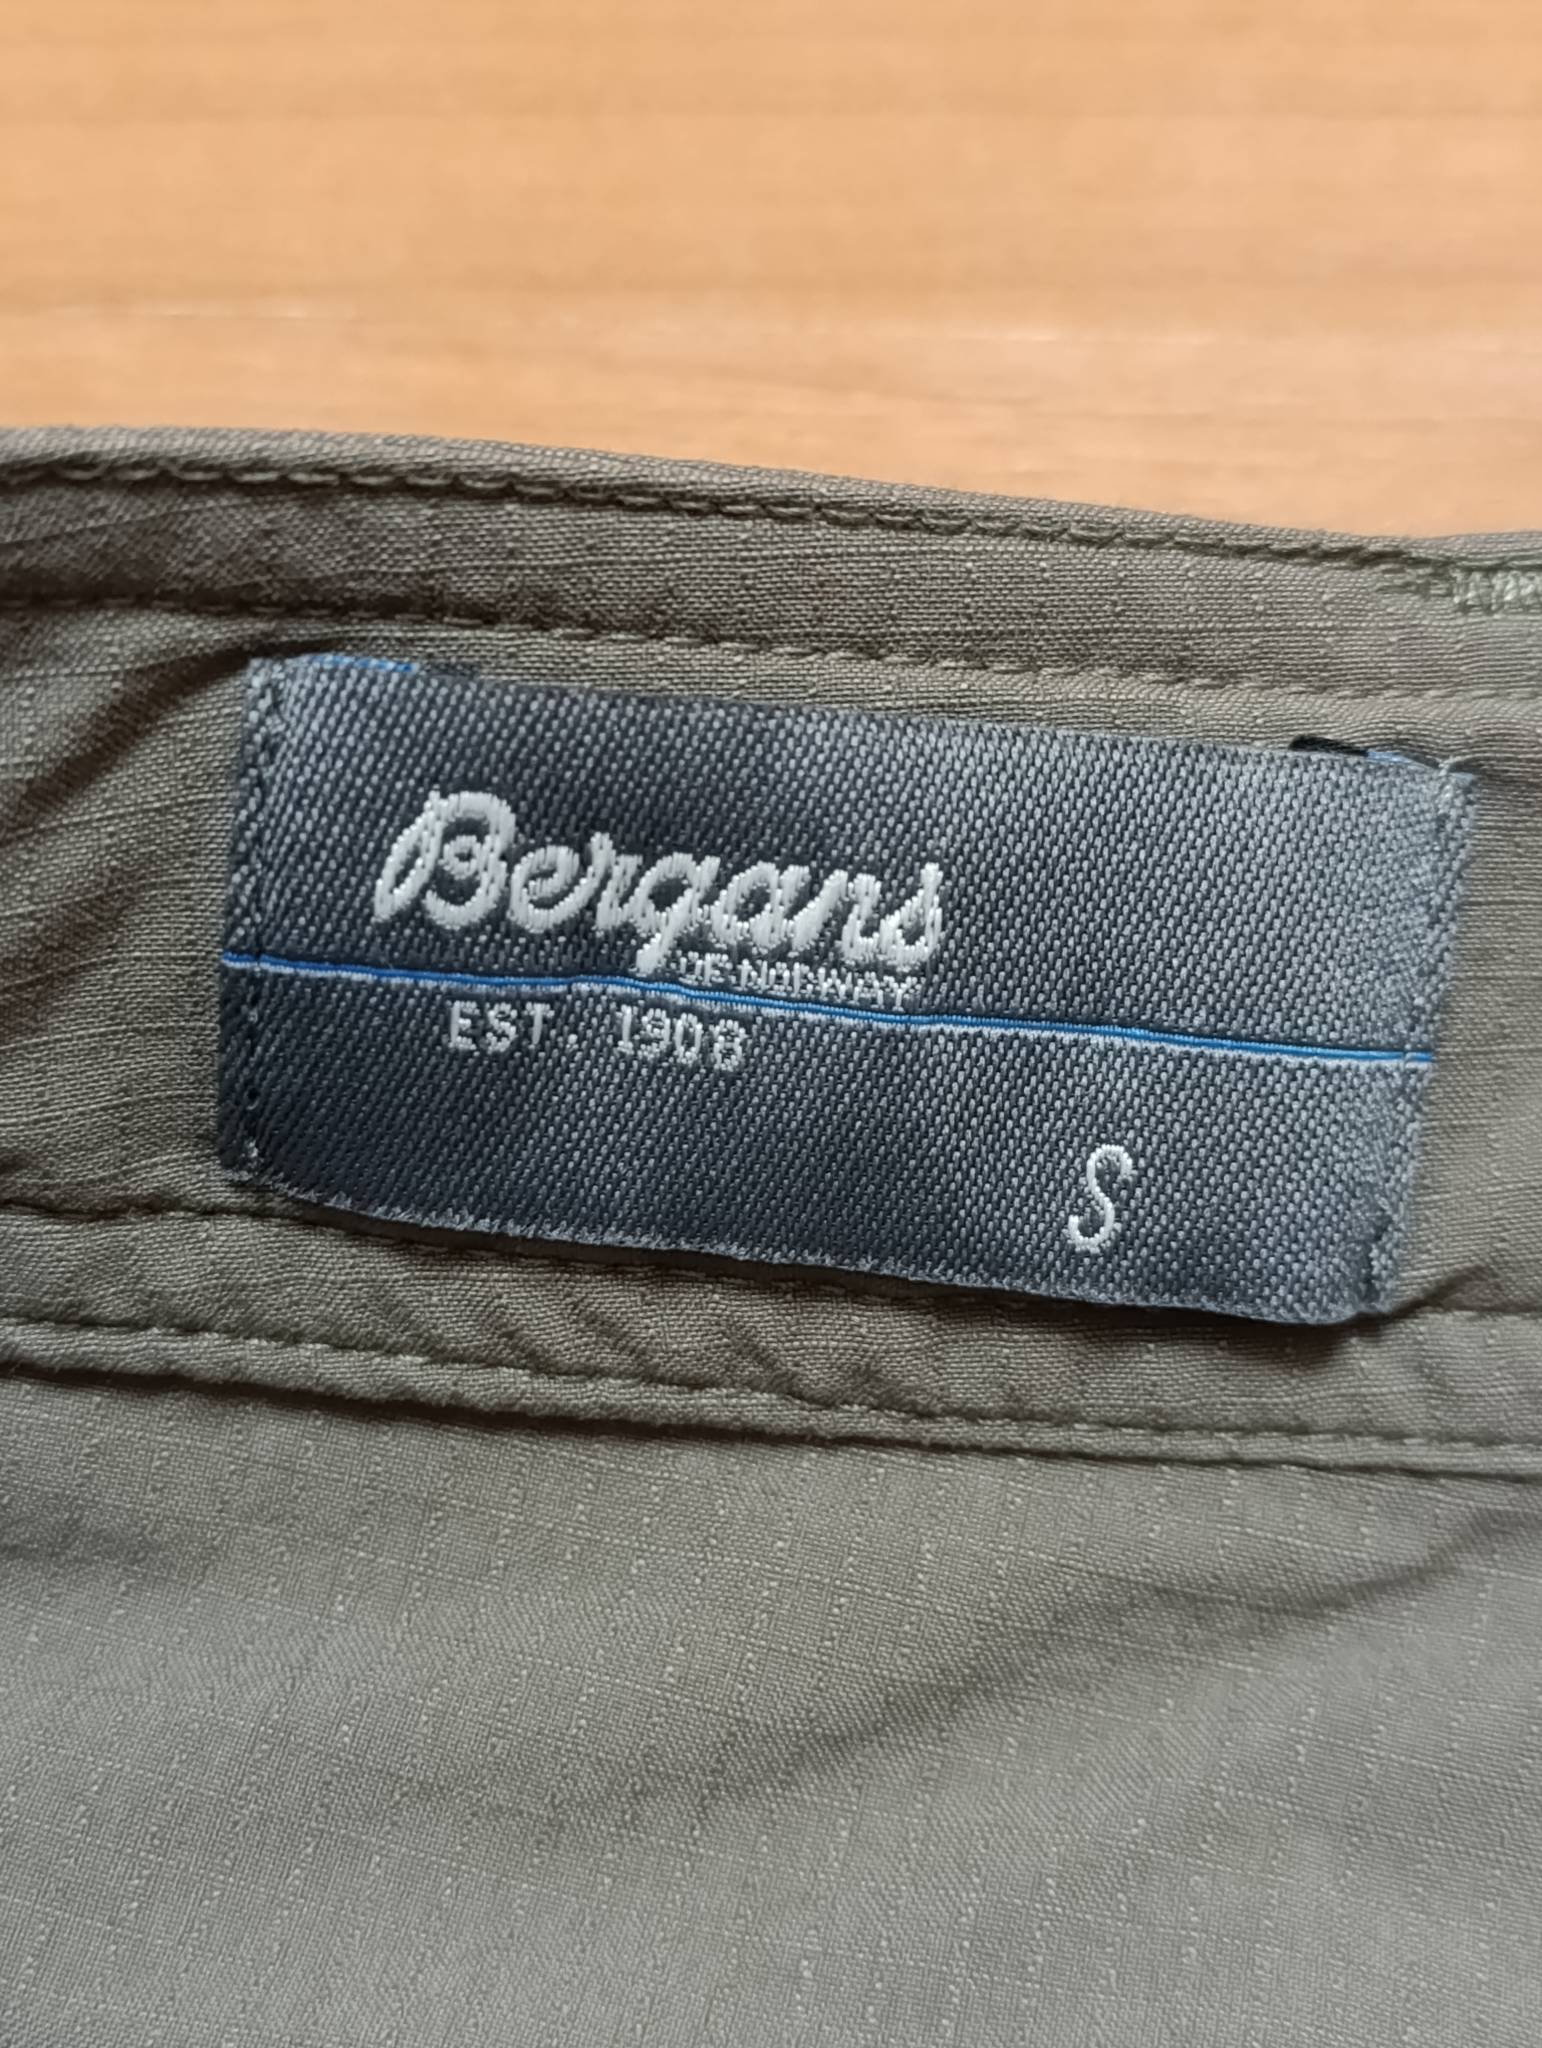 Bergans
OF NORWAY
EST. 1908
S